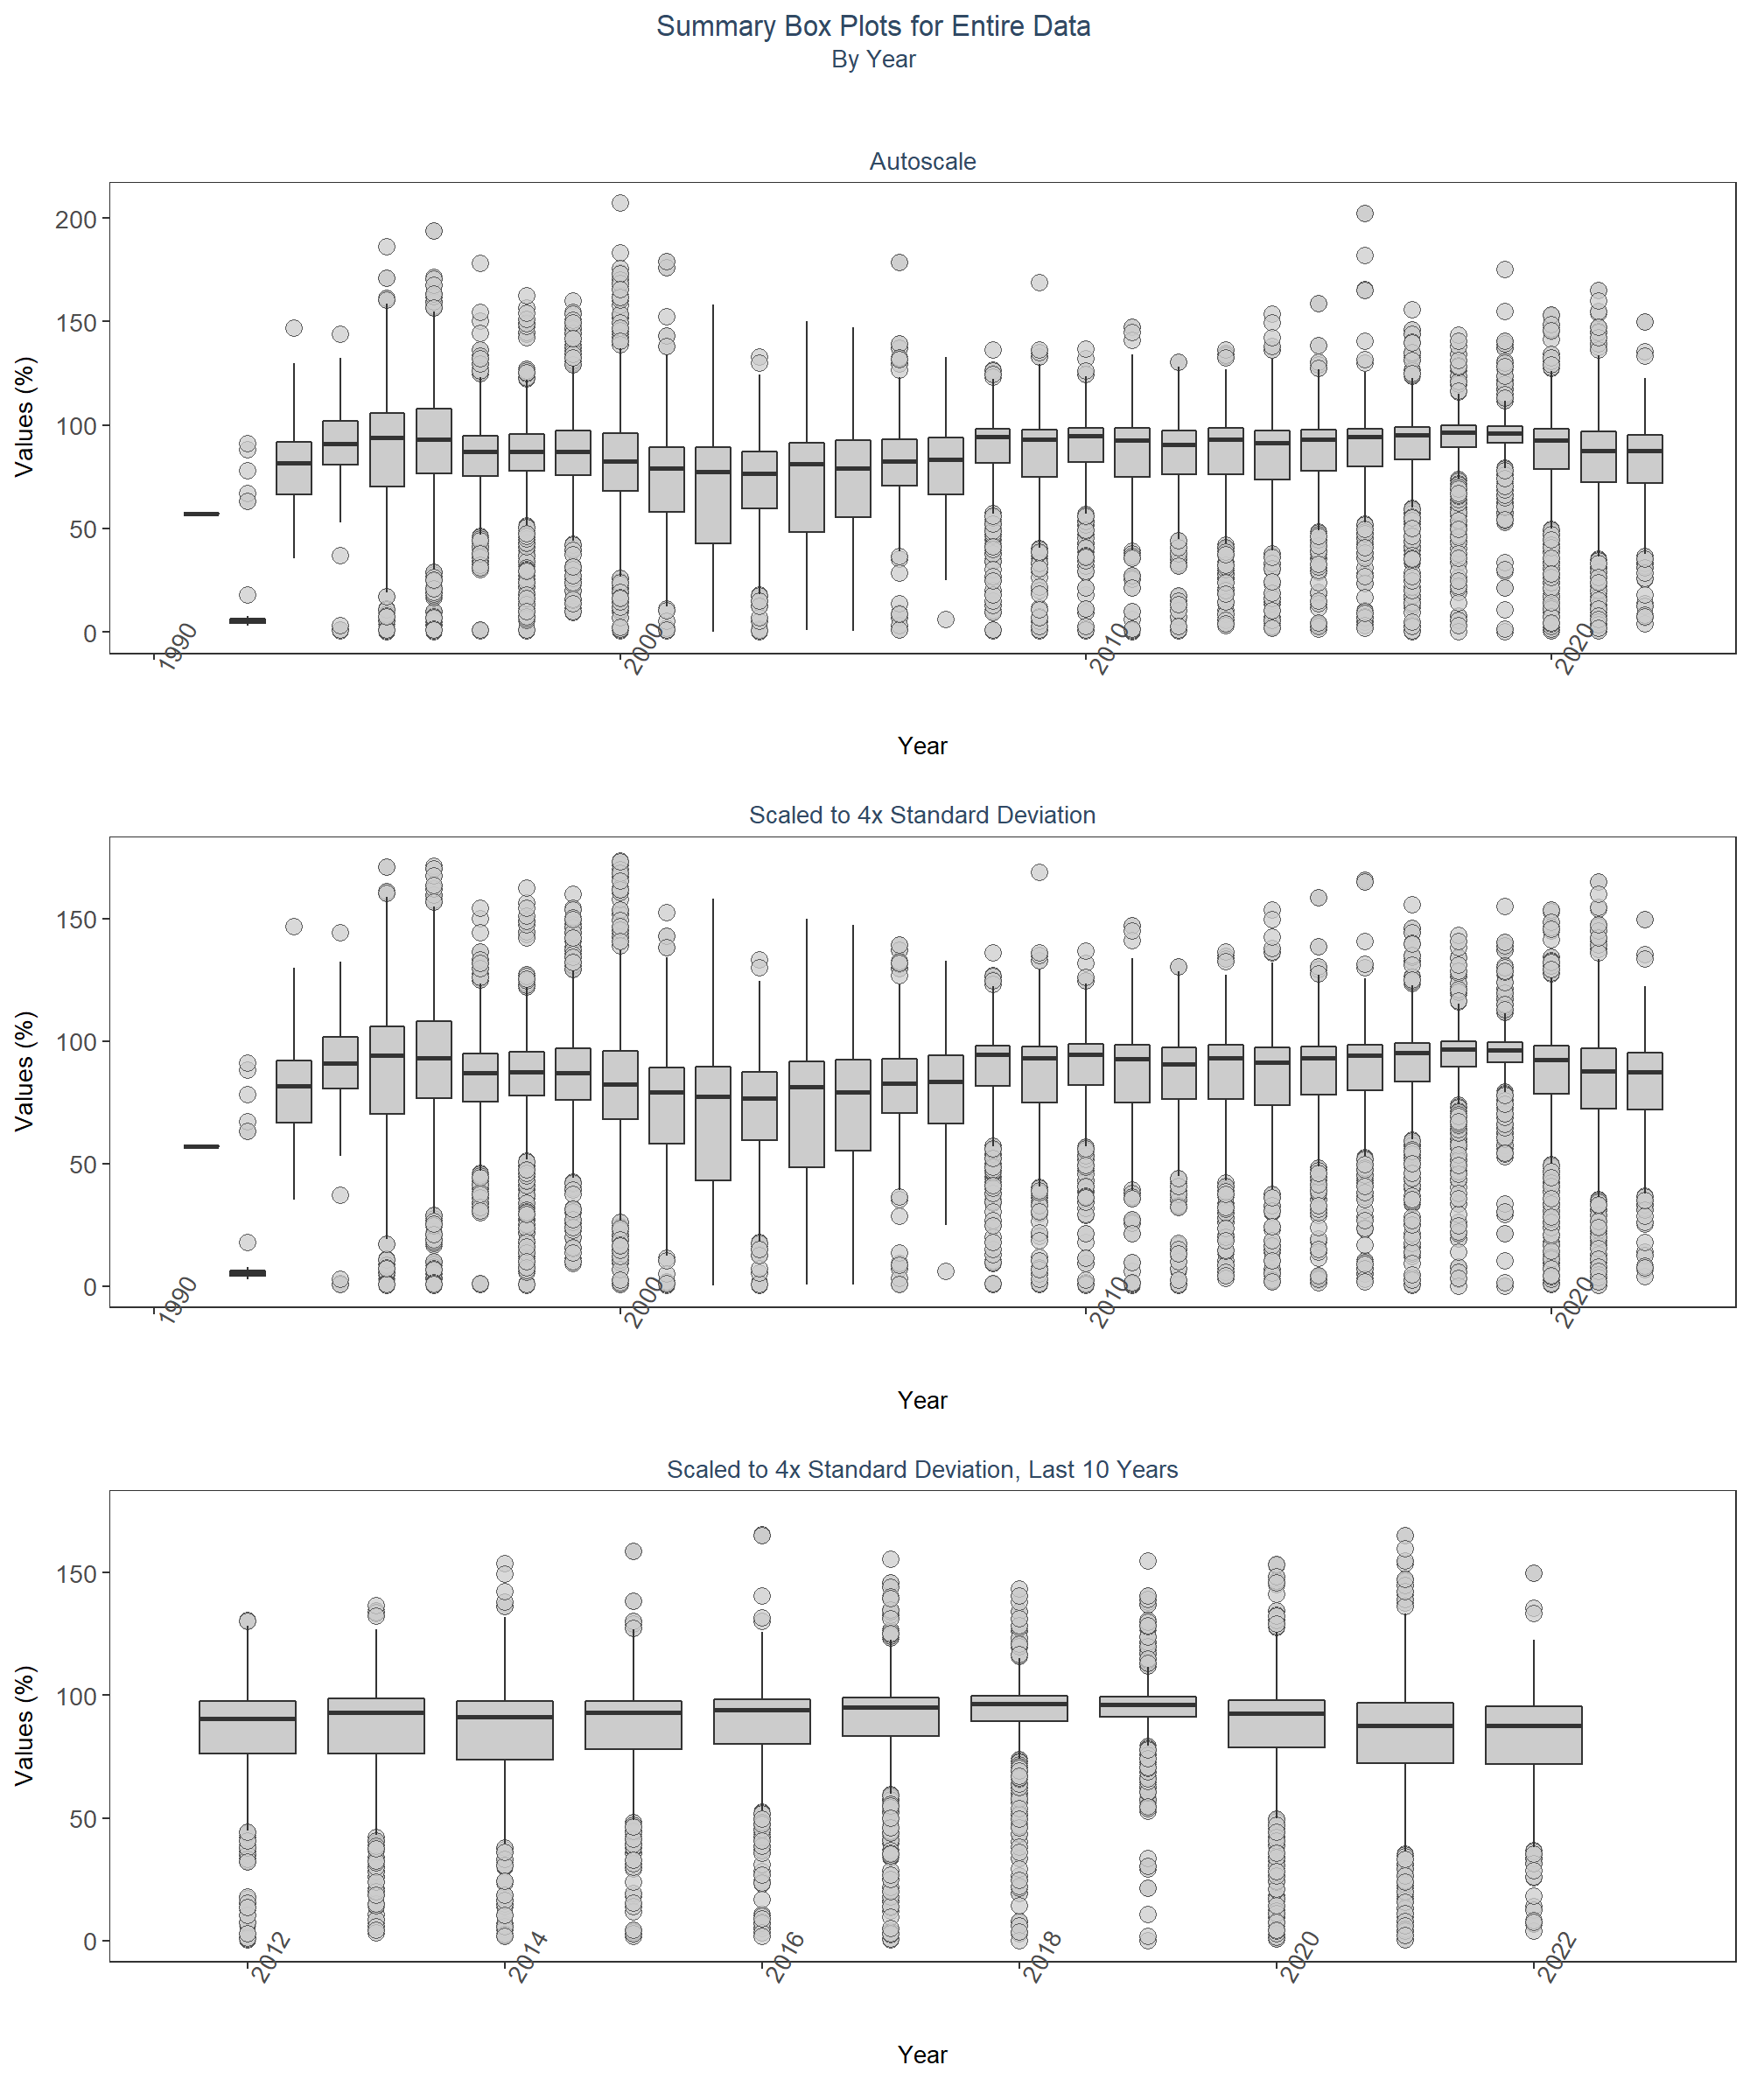 Summary Box Plots for Entire Data
By Year
Autoscale
Values (%)
200
150
100
50
0
1990
2000
2010
2020
Year
Scaled to 4x Standard Deviation
Values (%)
150
100
50
0
1990
2000
2010
2020
Year
Scaled to 4x Standard Deviation, Last 10 Years
Values (%)
150
100
50
0
2012
2014
2016
2018
2020
2022
Year